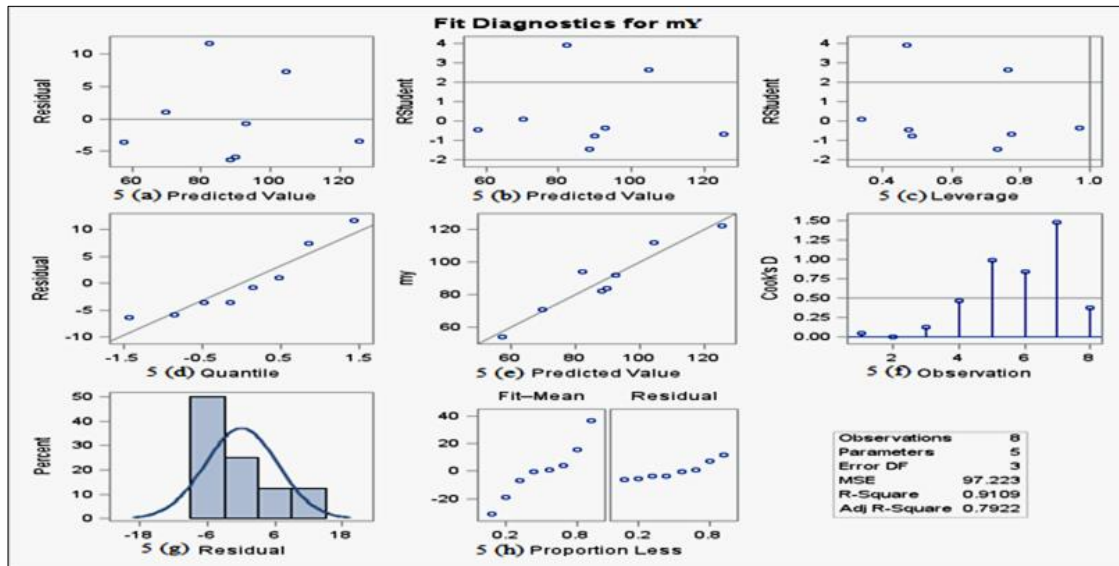 Fit Diagnostics for mY
Residual
10
5
0
-5
60 80 100 120
5 (a) Predicted Value
RStudent
4
3
2
1
0
-1
-2
60 80 100 120
5 (b) Predicted Value
RStudent
4
3
2
1
0
-1
-2
0.4 0.6 0.8 1.0
5 (c) Leverage
Residual
10
5
0
-5
-10
-1.5 -0.5 0.5 1.5
5 (d) Quantile
my
120
100
80
60
60 80 100 120
5 (e) Predicted Value
Cook's D
1.50
1.25
1.00
0.75
0.50
0.25
0.00
2 4 6 8
5 (f) Observation
Percent
50
40
30
20
10
0
-18 -6 6 18
5 (g) Residual
Fit–Mean Residual
40
20
0
-20
0.2 0.8 0.2 0.8
5 (h) Proportion Less
Observations 8
Parameters 5
Error DF 3
MSE 97.223
R-Square 0.9109
Adj R-Square 0.7922